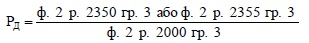 Р_Д = ф. 2 р. 2350 гр. 3 або ф. 2 р. 2355 гр. 3
ф. 2 р. 2000 гр. 3